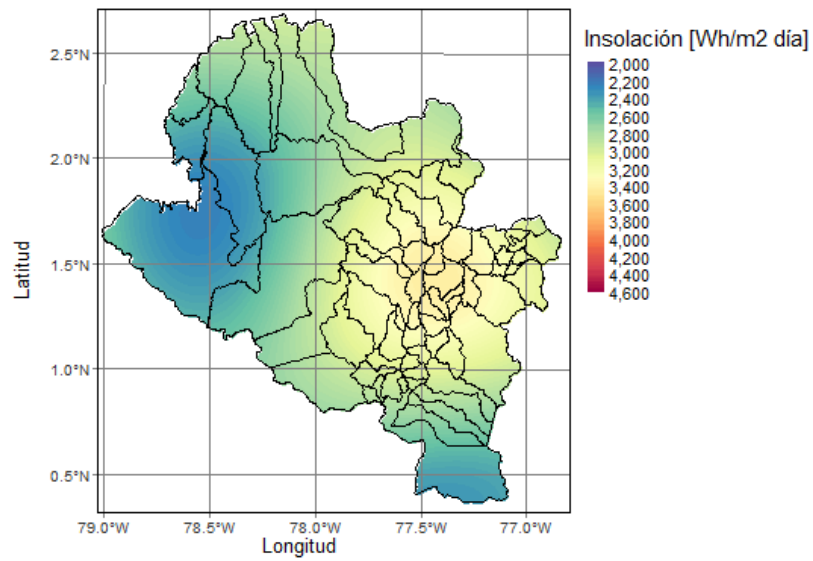 Insolación [Wh/m2 día]
2,000
2,200
2,400
2,600
2,800
3,000
3,200
3,400
3,600
3,800
4,000
4,200
4,400
4,600
2.5°N
2.0°N
1.5°N
1.0°N
0.5°N
Latitud
79.0°W 78.5°W 78.0°W 77.5°W 77.0°W
Longitud